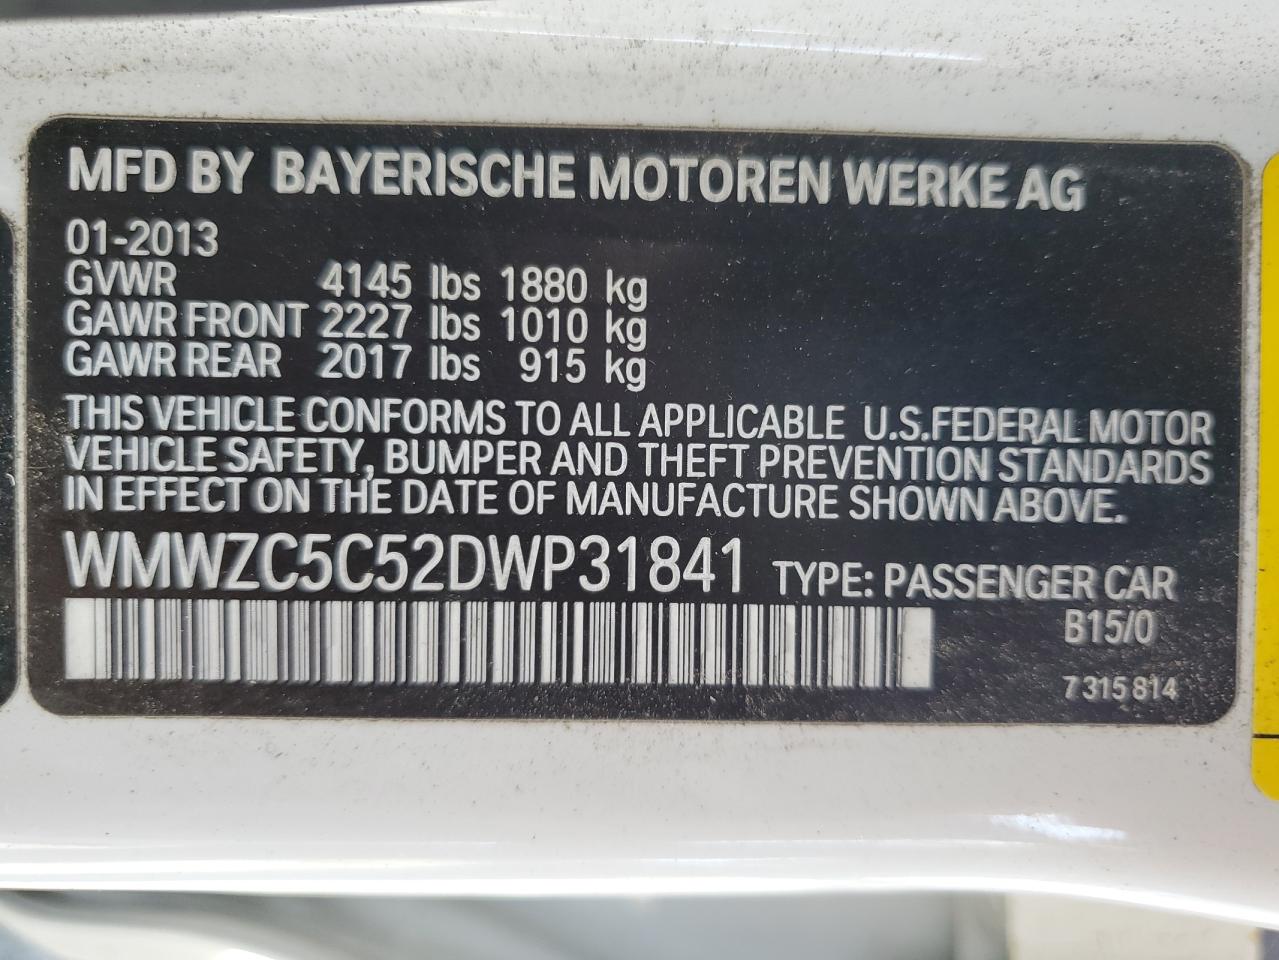 MFD BY BAYERISCHE MOTOREN WERKE AG
01-2013
GVWR 4145 lbs 1880 kg
GAWR FRONT 2227 lbs 1010 kg
GAWR REAR 2017 lbs 915 kg
THIS VEHICLE CONFORMS TO ALL APPLICABLE U.S.FEDERAL MOTOR
VEHICLE SAFETY, BUMPER AND THEFT PREVENTION STANDARDS
IN EFFECT ON THE DATE OF MANUFACTURE SHOWN ABOVE.
WMWZC5C52DWP31841 TYPE: PASSENGER CAR
B15/0
7 315 814